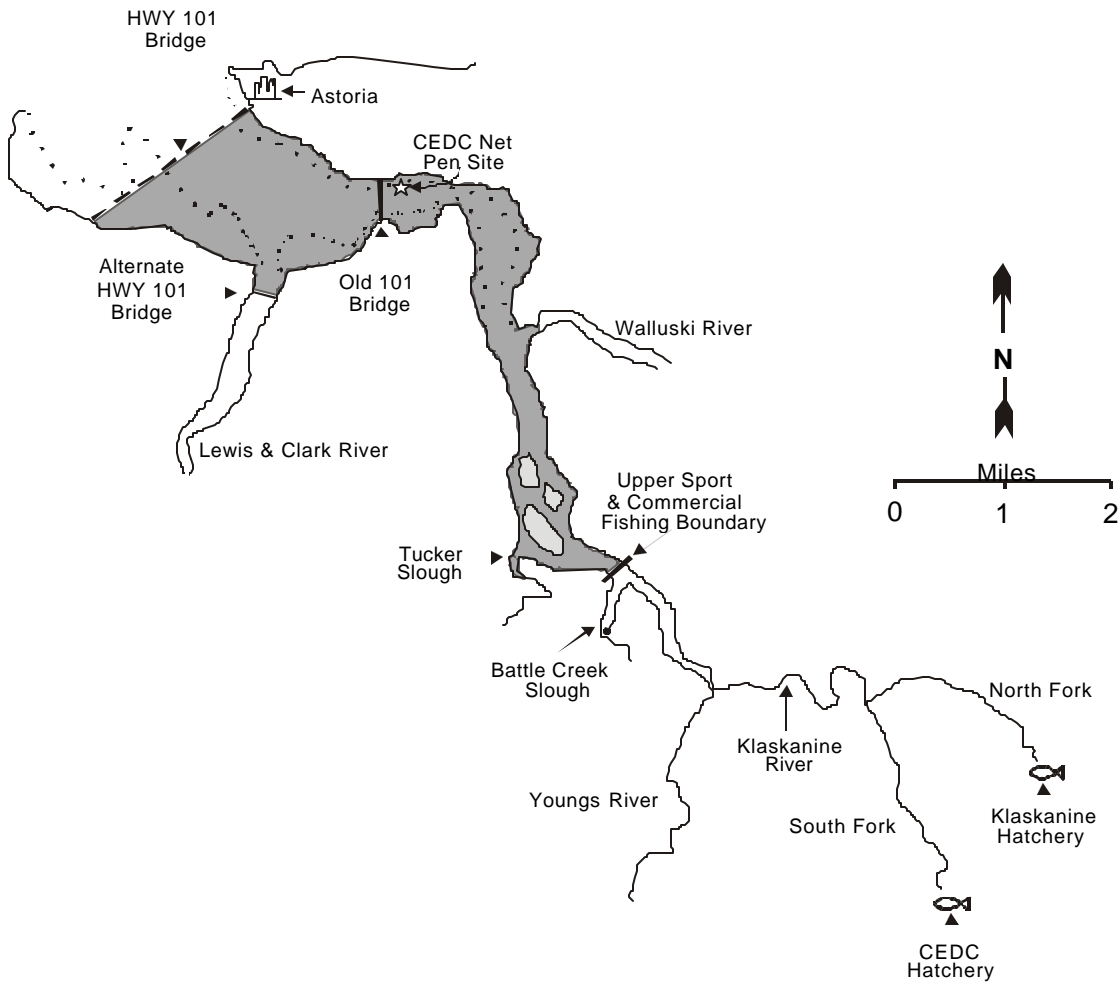 HWY 101
Bridge
Astoria
CEDC Net
Pen Site
Alternate
HWY 101
Bridge
Old 101
Bridge
Walluski River
N
Lewis & Clark River
Miles
0
1
2
Upper Sport
& Commercial
Fishing Boundary
Tucker
Slough
Battle Creek
Slough
North Fork
Klaskanine
River
Youngs River
South Fork
Klaskanine
Hatchery
CEDC
Hatchery